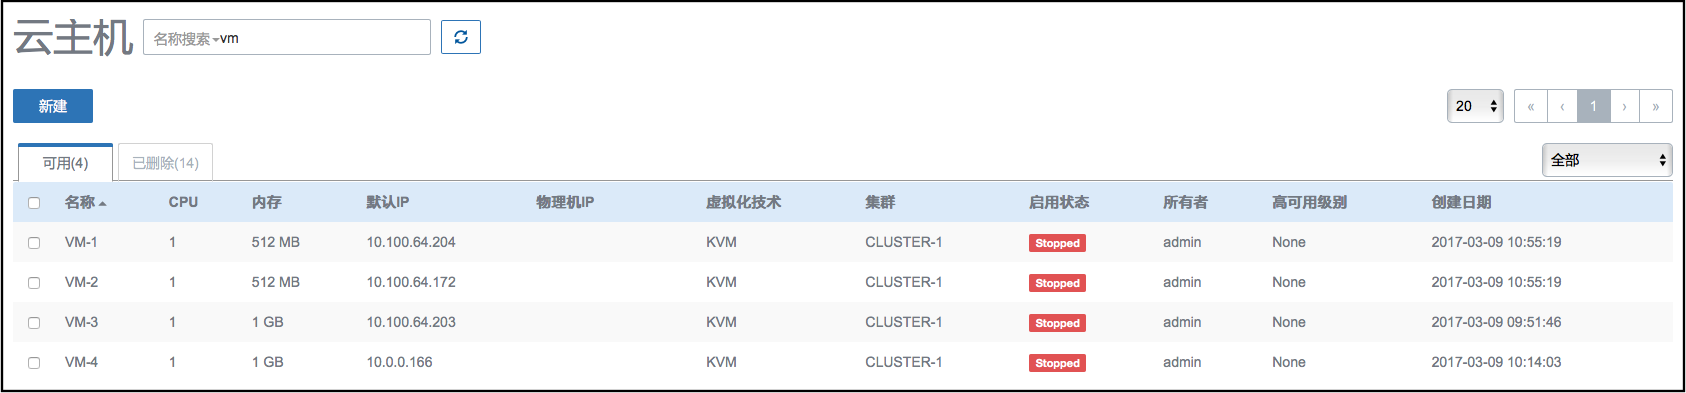 云主机 名称搜索 vm
新建 20 « ‹ 1 › »
可用(4) 已删除(14) 全部
名称 CPU 内存 默认IP 物理机IP 虚拟化技术 集群 启用状态 所有者 高可用级别 创建日期
VM-1 1 512 MB 10.100.64.204 KVM CLUSTER-1 Stopped admin None 2017-03-09 10:55:19
VM-2 1 512 MB 10.100.64.172 KVM CLUSTER-1 Stopped admin None 2017-03-09 10:55:19
VM-3 1 1 GB 10.100.64.203 KVM CLUSTER-1 Stopped admin None 2017-03-09 09:51:46
VM-4 1 1 GB 10.0.0.166 KVM CLUSTER-1 Stopped admin None 2017-03-09 10:14:03